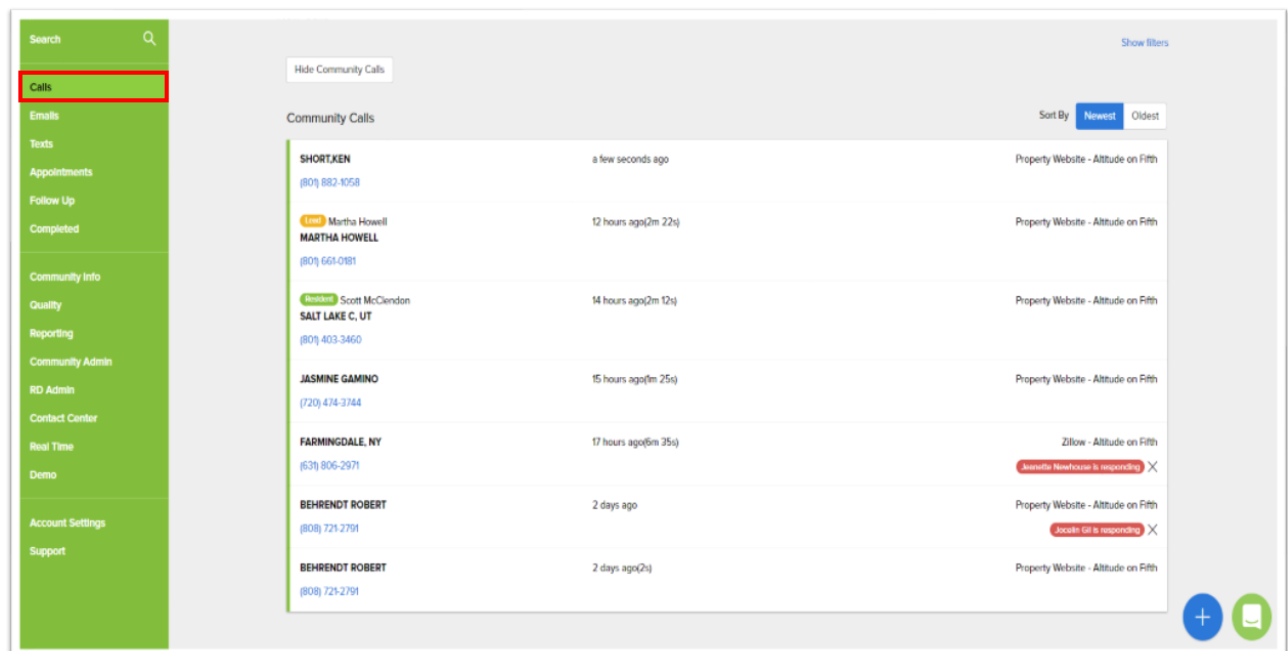 Search
Calls
Emails
Texts
Appointments
Follow Up
Completed
Community Info
Quality
Reporting
Community Admin
RD Admin
Contact Center
Real Time
Demo
Account Settings
Support
Show filters
Hide Community Calls
Community Calls
Sort By Newest Oldest
SHORT,KEN a few seconds ago Property Website - Altitude on Fifth
(801) 882-1058
Lead Martha Howell 12 hours ago(2m 22s) Property Website - Altitude on Fifth
MARTHA HOWELL
(801) 661-0181
Resident Scott McClendon 14 hours ago(2m 12s) Property Website - Altitude on Fifth
SALT LAKE C, UT
(801) 403-3460
JASMINE GAMINO 15 hours ago(1m 25s) Property Website - Altitude on Fifth
(720) 474-3744
FARMINGDALE, NY 17 hours ago(6m 35s) Zillow - Altitude on Fifth
(631) 806-2971 Jeanette Newhouse is responding
BEHRENDT ROBERT 2 days ago Property Website - Altitude on Fifth
(808) 721-2791 Jocelin Gil is responding
BEHRENDT ROBERT 2 days ago(2s) Property Website - Altitude on Fifth
(808) 721-2791